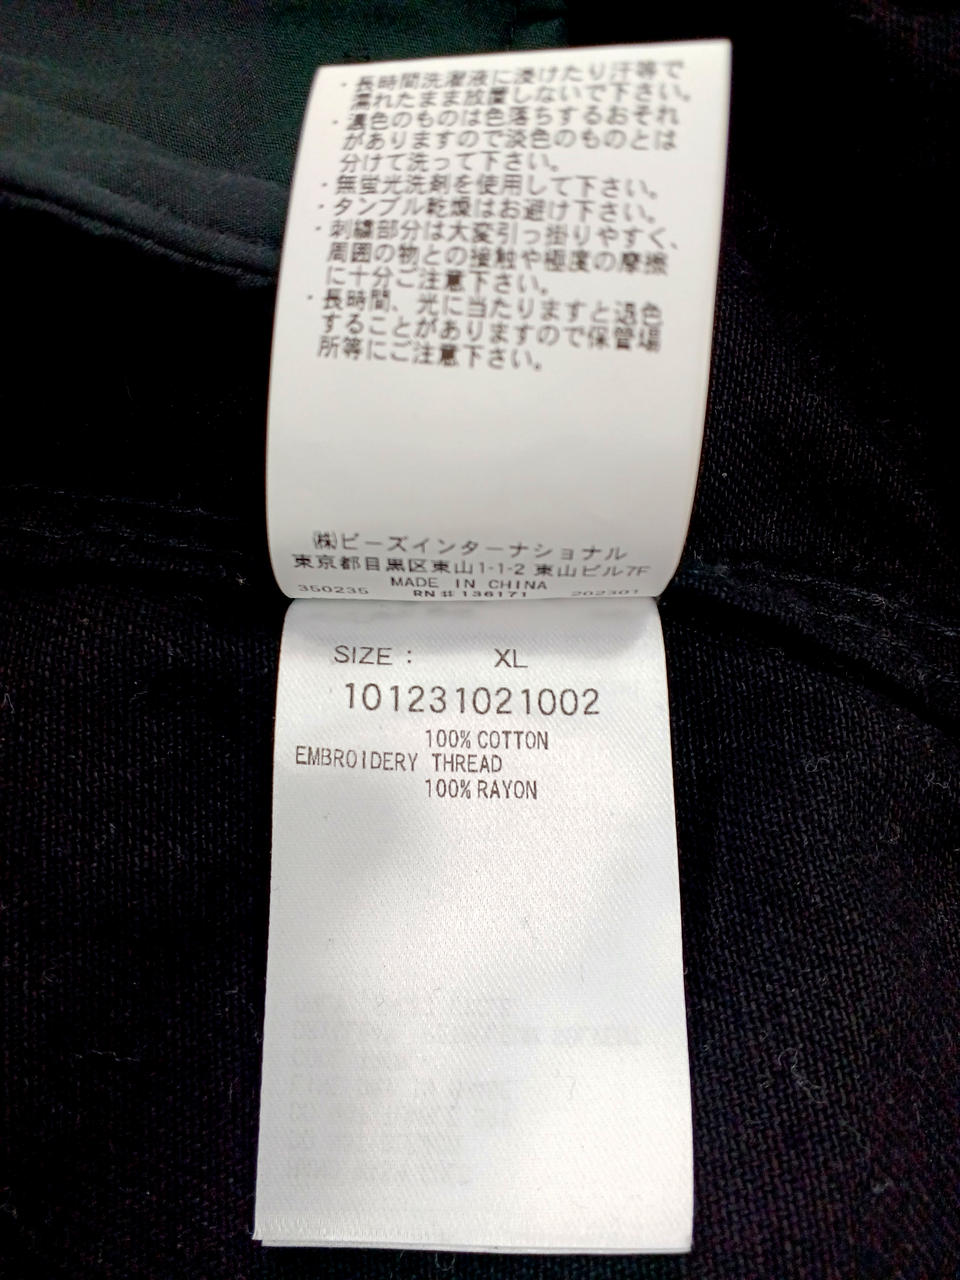 ・長時間洗濯液に浸けたり汗等で
濡れたまま放置しないで下さい。
・濃色のものは色落ちするおそれ
がありますので淡色のものとは
分けて洗って下さい。
・無蛍光洗剤を使用して下さい。
・タンブル乾燥はお避け下さい。
・刺繍部分は大変引っ掛りやすく、
周囲の物との接触や極度の摩擦
に十分ご注意下さい。
・長時間、光に当たりますと退色
することがありますので保管場
所等にご注意下さい。
㈱ビーズインターナショナル
東京都目黒区東山1-1-2 東山ビル7F
MADE IN CHINA
350235 RN#136171 202301
SIZE : XL
101231021002
100% COTTON
EMBROIDERY THREAD
100% RAYON